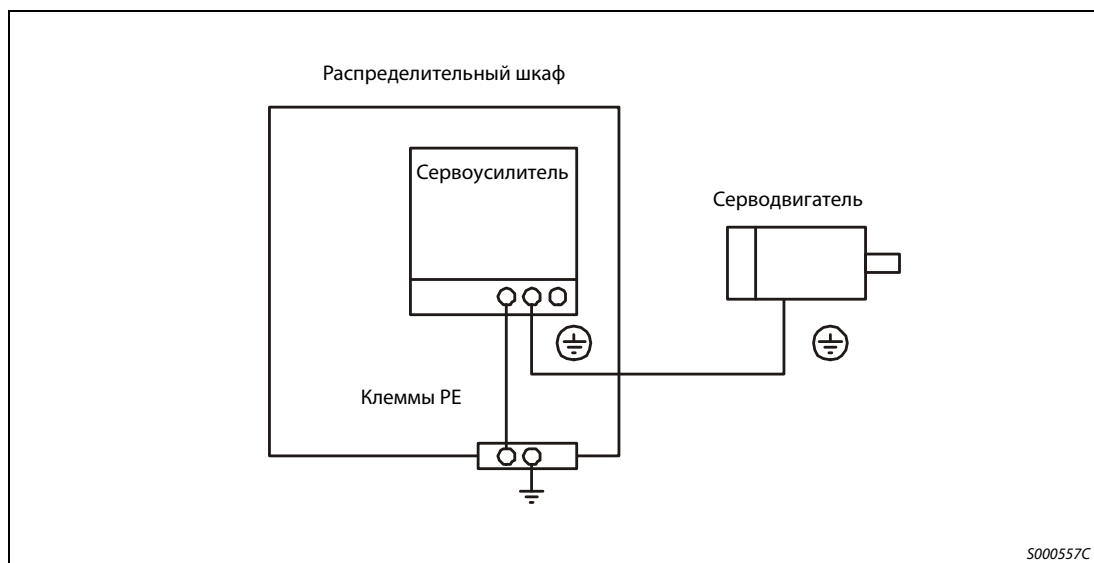 Распределительный шкаф
Сервоусилитель
Серводвигатель
Клеммы PE
S000557C